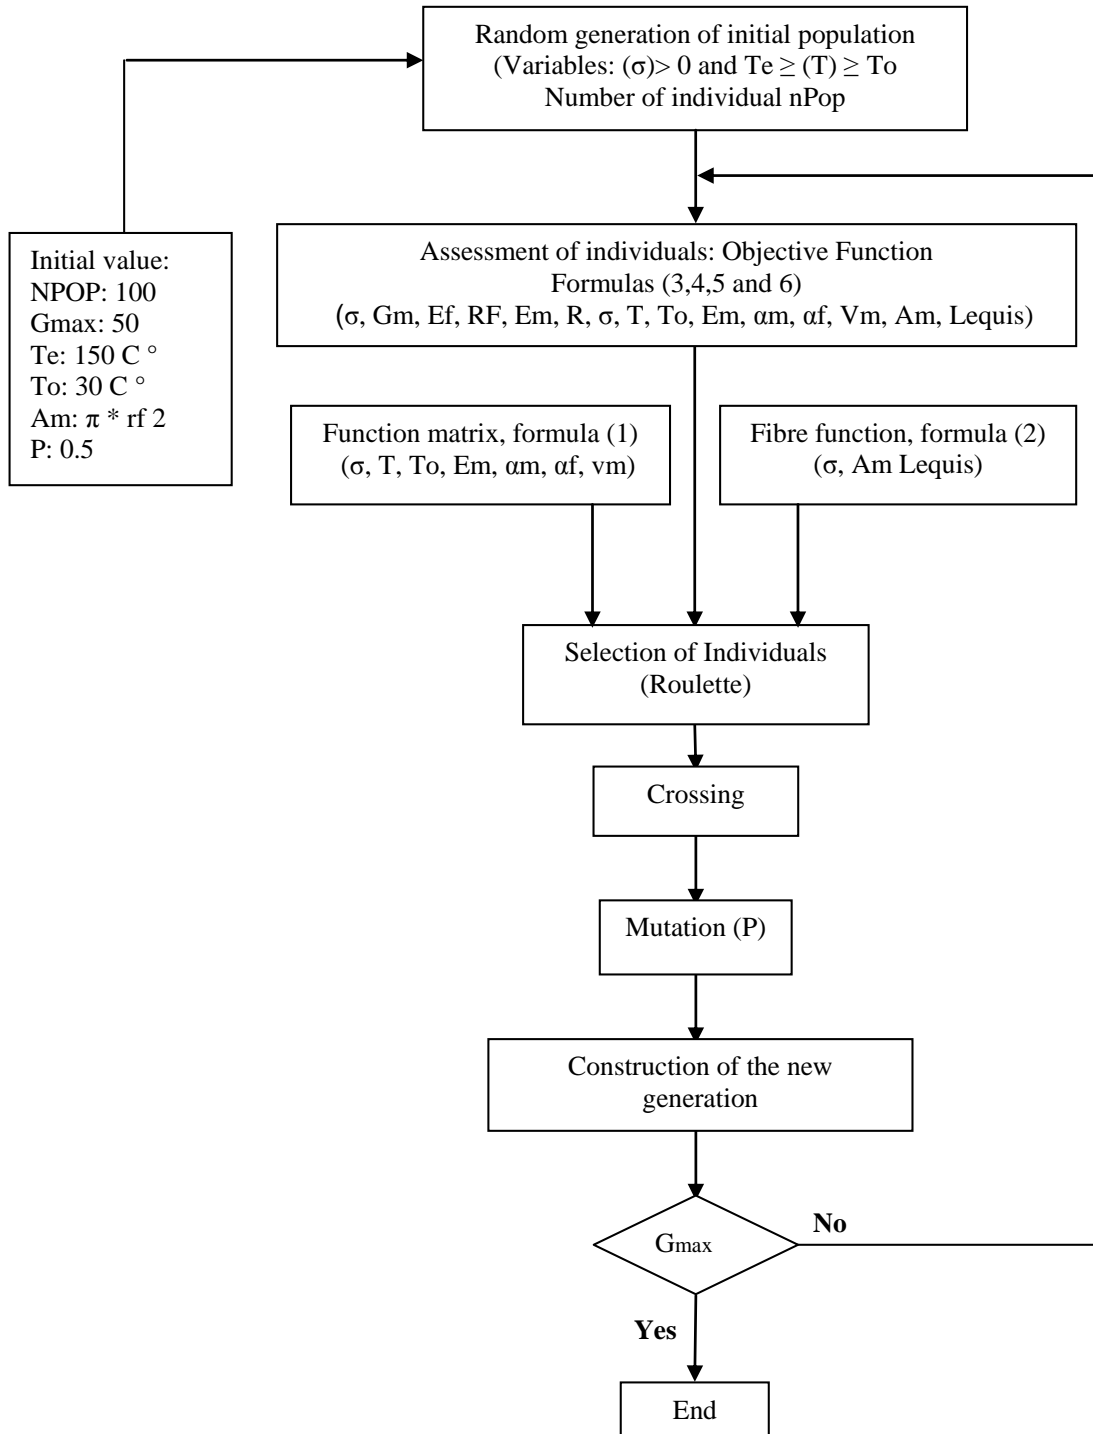 Random generation of initial population
(Variables: (σ)> 0 and Te ≥ (T) ≥ To
Number of individual nPop
Initial value:
NPOP: 100
Gmax: 50
Te: 150 C °
To: 30 C °
Am: π * rf 2
P: 0.5
Assessment of individuals: Objective Function
Formulas (3,4,5 and 6)
(σ, Gm, Ef, RF, Em, R, σ, T, To, Em, αm, αf, Vm, Am, Lequis)
Function matrix, formula (1)
(σ, T, To, Em, αm, αf, vm)
Fibre function, formula (2)
(σ, Am Lequis)
Selection of Individuals
(Roulette)
Crossing
Mutation (P)
Construction of the new
generation
Gmax
No
Yes
End